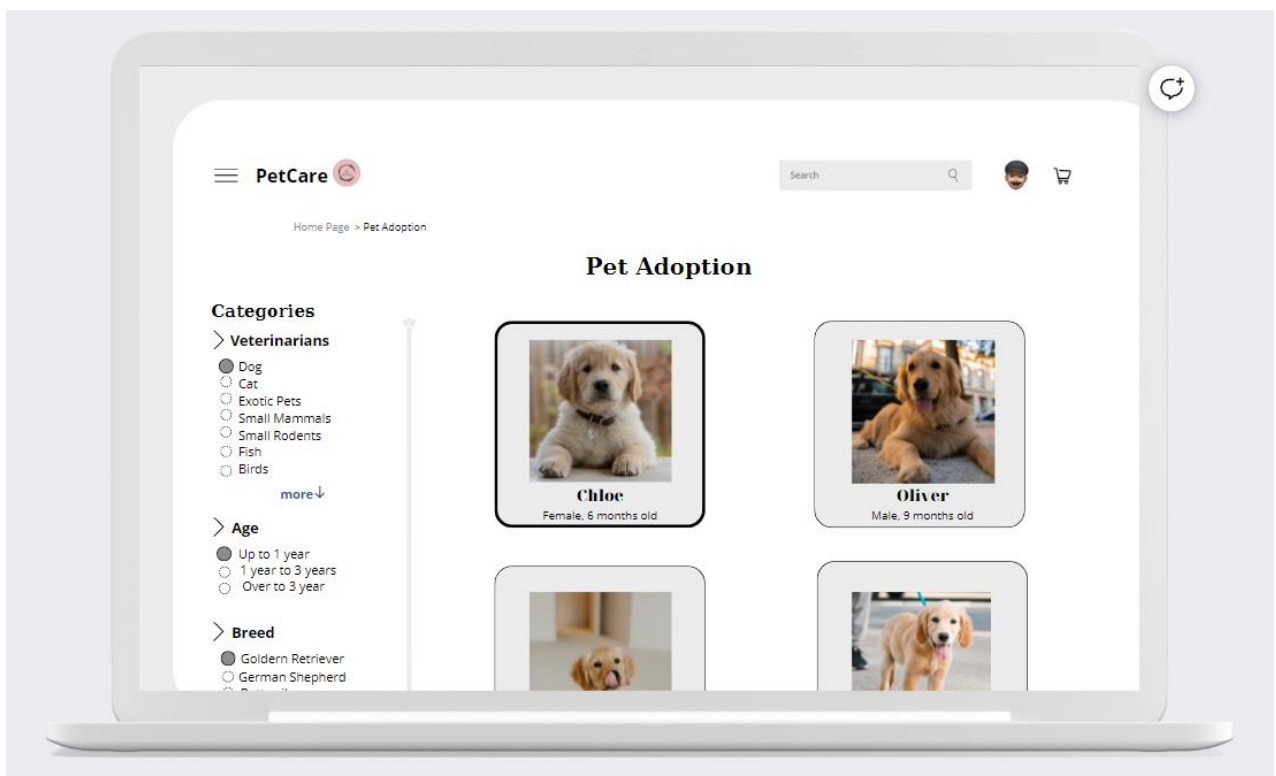 PetCare
Search
Home Page > Pet Adoption
Pet Adoption
Categories
Veterinarians
Dog
Cat
Exotic Pets
Small Mammals
Small Rodents
Fish
Birds
more↓
Age
Up to 1 year
1 year to 3 years
Over to 3 year
Breed
Goldern Retriever
German Shepherd
Chloe
Female, 6 months old
Oliver
Male, 9 months old